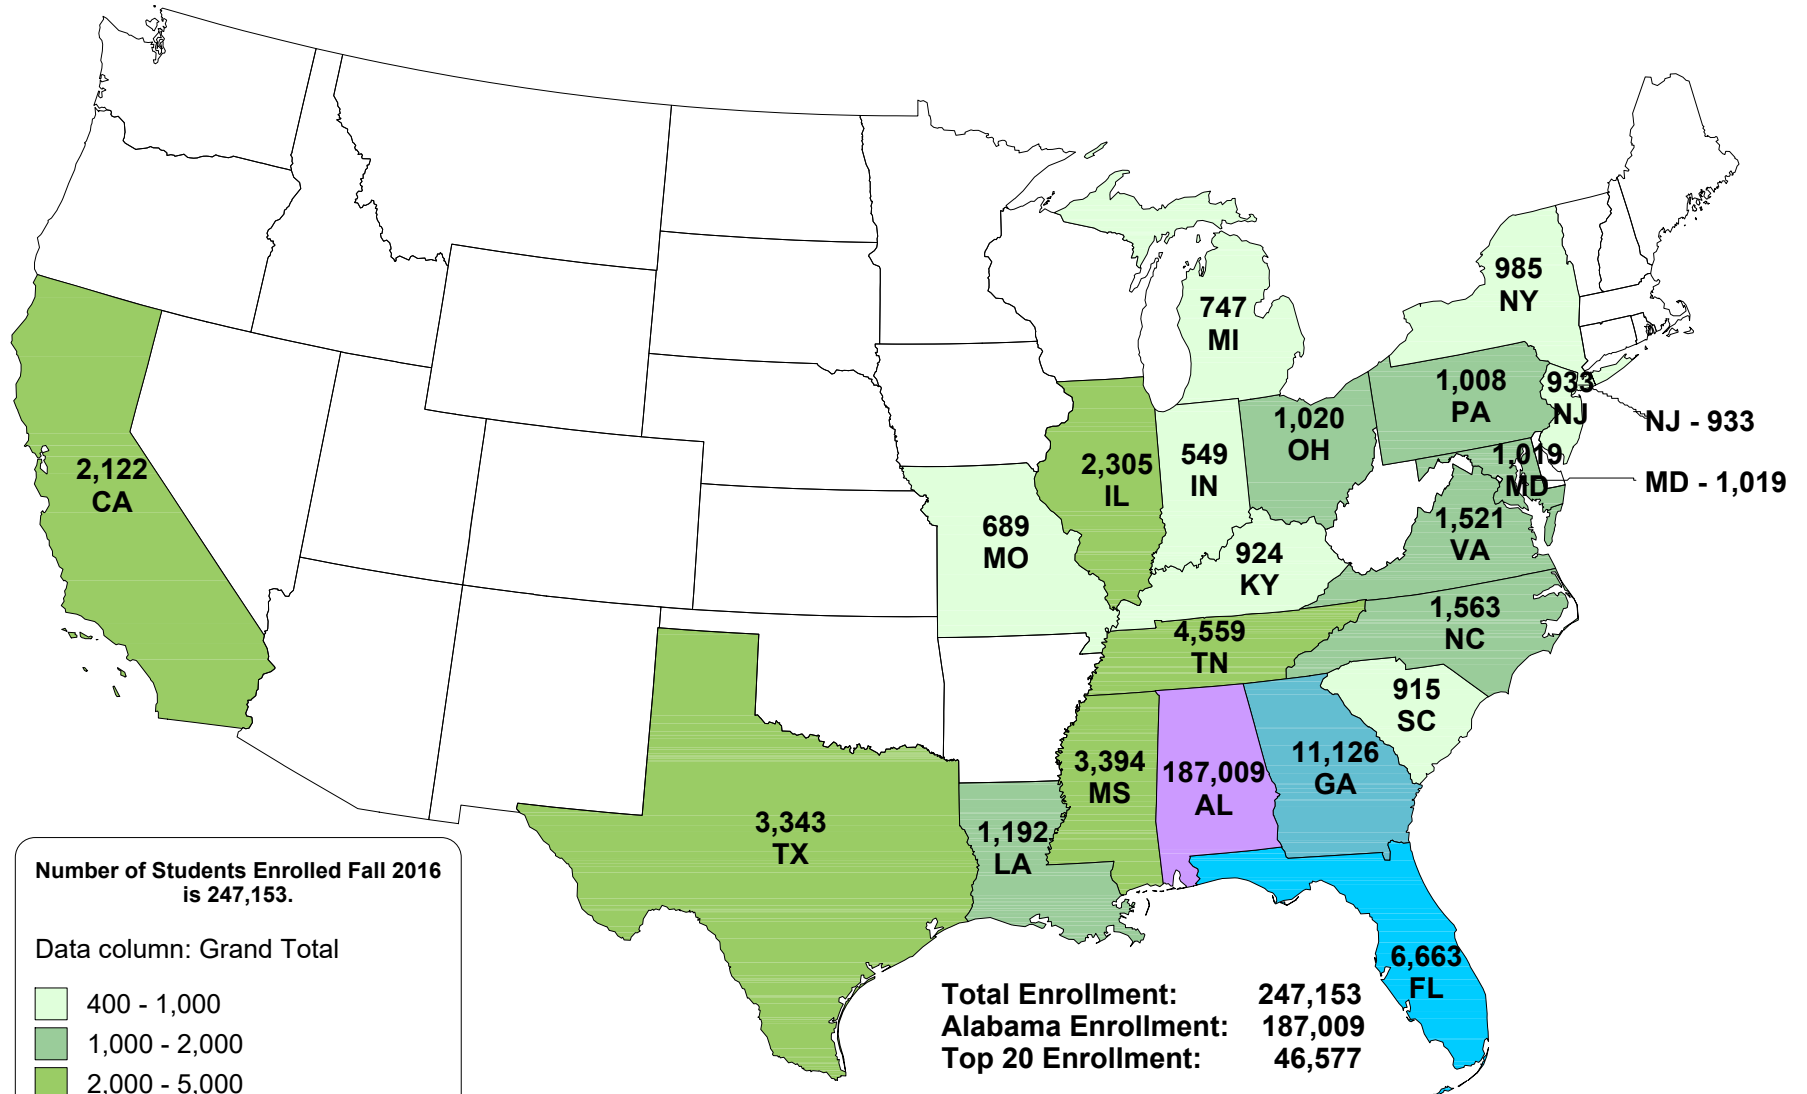 985
NY
747
MI
1,008
PA
933
NJ
NJ - 933
1,020
OH
1,019
MD
MD - 1,019
2,305
IL
549
IN
2,122
CA
689
MO
924
KY
1,521
VA
1,563
NC
4,559
TN
915
SC
3,394
MS
187,009
AL
11,126
GA
3,343
TX
1,192
LA
6,663
FL
Number of Students Enrolled Fall 2016
is 247,153.
Data column: Grand Total
400 - 1,000
1,000 - 2,000
2,000 - 5,000
Total Enrollment: 247,153
Alabama Enrollment: 187,009
Top 20 Enrollment: 46,577